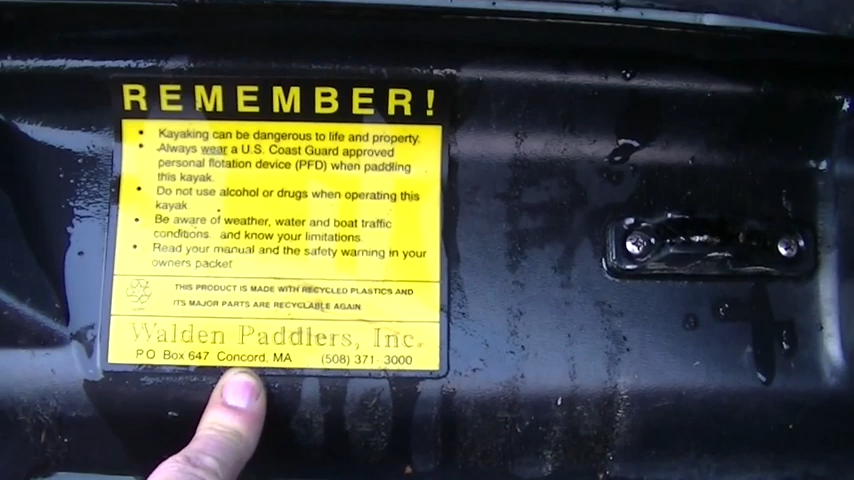 REMEMBER!
• Kayaking can be dangerous to life and property.
• Always wear a U.S. Coast Guard approved
personal flotation device (PFD) when paddling
this kayak.
• Do not use alcohol or drugs when operating this
kayak
• Be aware of weather, water and boat traffic
conditions and know your limitations.
• Read your manual and the safety warning in your
owners packet
THIS PRODUCT IS MADE WITH RECYCLED PLASTICS AND
ITS MAJOR PARTS ARE RECYCLABLE AGAIN
Walden Paddlers, Inc.
PO Box 647 Concord, MA (508) 371-3000